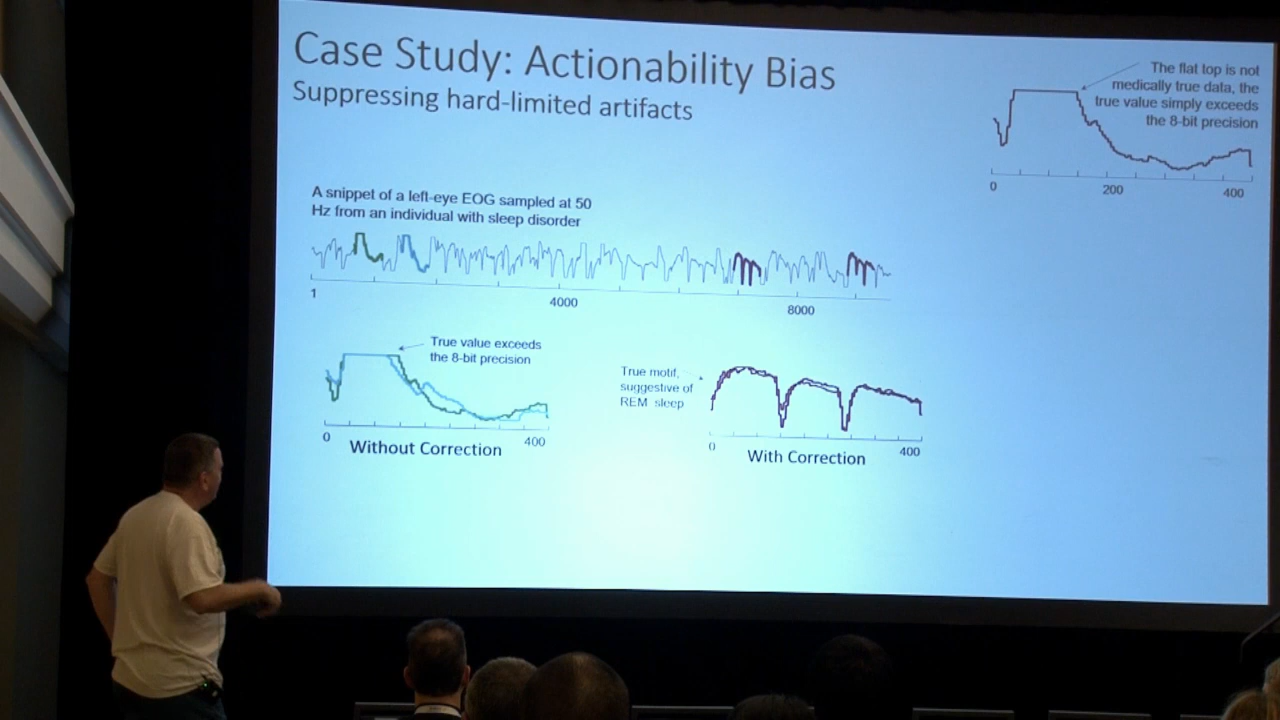 Case Study: Actionability Bias
Suppressing hard-limited artifacts
The flat top is not
medically true data, the
true value simply exceeds
the 8-bit precision
0
200
400
A snippet of a left-eye EOG sampled at 50
Hz from an individual with sleep disorder
1
4000
8000
True value exceeds
the 8-bit precision
0
400
Without Correction
True motif,
suggestive of
REM sleep
0
400
With Correction